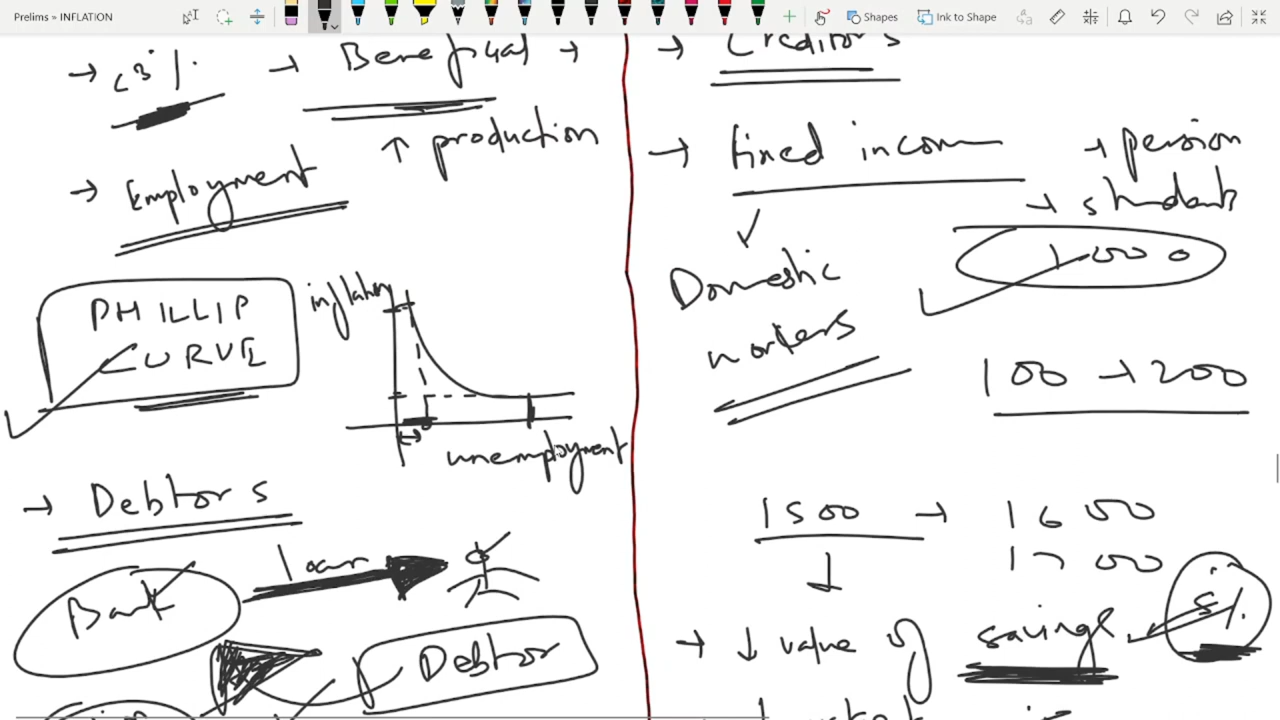 Prelims » INFLATION
Shapes
Ink to Shape
→ <3%
→ Beneficial →
↑ production
→ Employment
PHILLIP
CURVE
inflation
unemployment
→ Debtors
Bank
loan
Debtor
→ Creditors
→ fixed income
→ pension
→ students
1000
Domestic
workers
100 → 200
1500 → 1600
1700
→ ↓ value of savings
5%